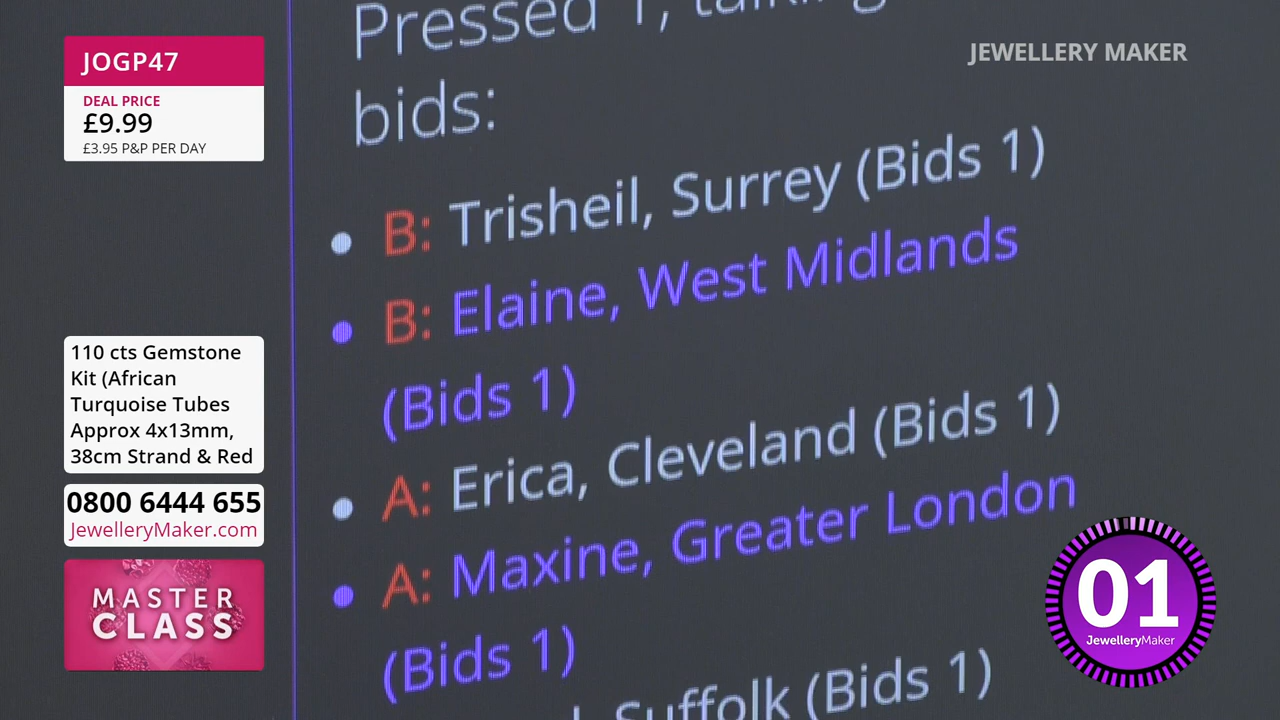 JOGP47
DEAL PRICE
£9.99
£3.95 P&P PER DAY
110 cts Gemstone
Kit (African
Turquoise Tubes
Approx 4x13mm,
38cm Strand & Red
0800 6444 655
JewelleryMaker.com
MASTER
CLASS
JEWELLERY MAKER
Pressed 1, talking
bids:
B: Trisheil, Surrey (Bids 1)
B: Elaine, West Midlands
(Bids 1)
A: Erica, Cleveland (Bids 1)
A: Maxine, Greater London
(Bids 1)
Suffolk (Bids 1)
01
JewelleryMaker